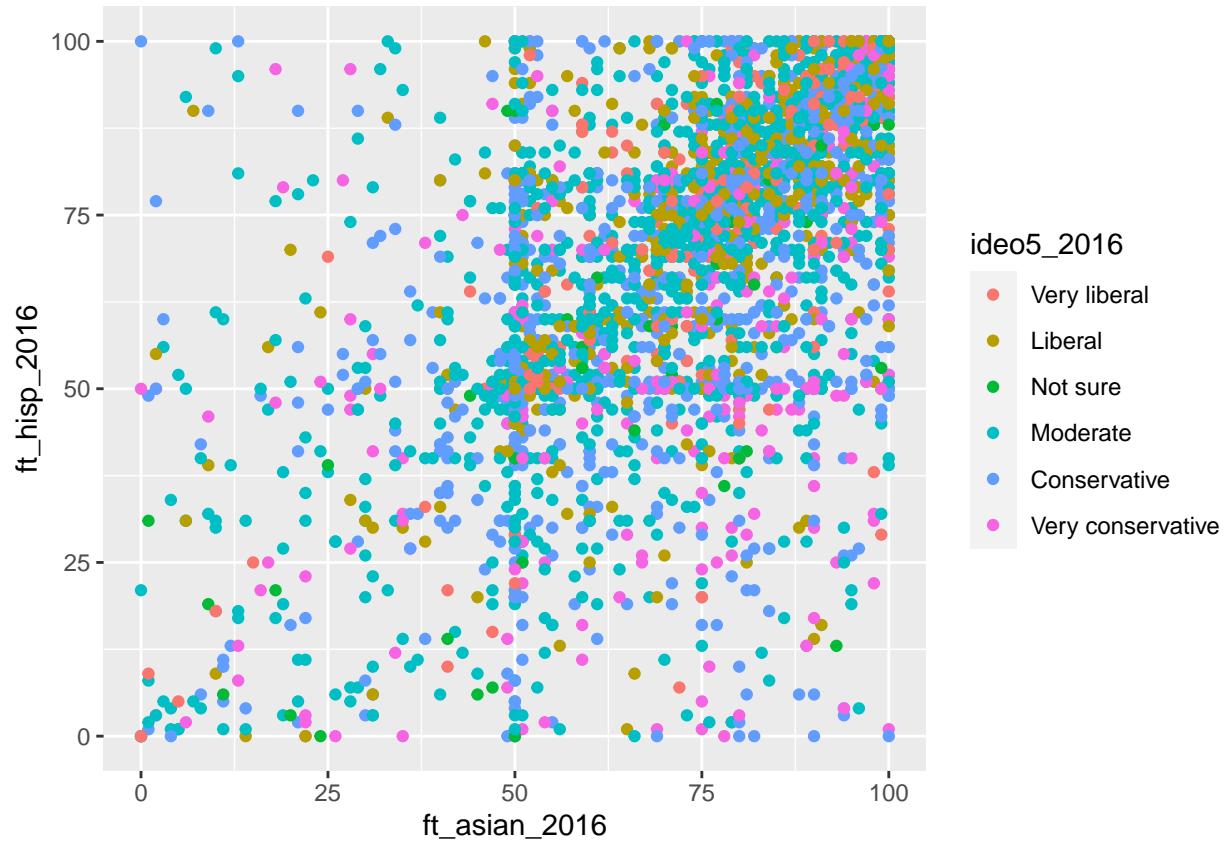 100
75
50
25
0
ft_hisp_2016
0 25 50 75 100
ft_asian_2016
ideo5_2016
Very liberal
Liberal
Not sure
Moderate
Conservative
Very conservative